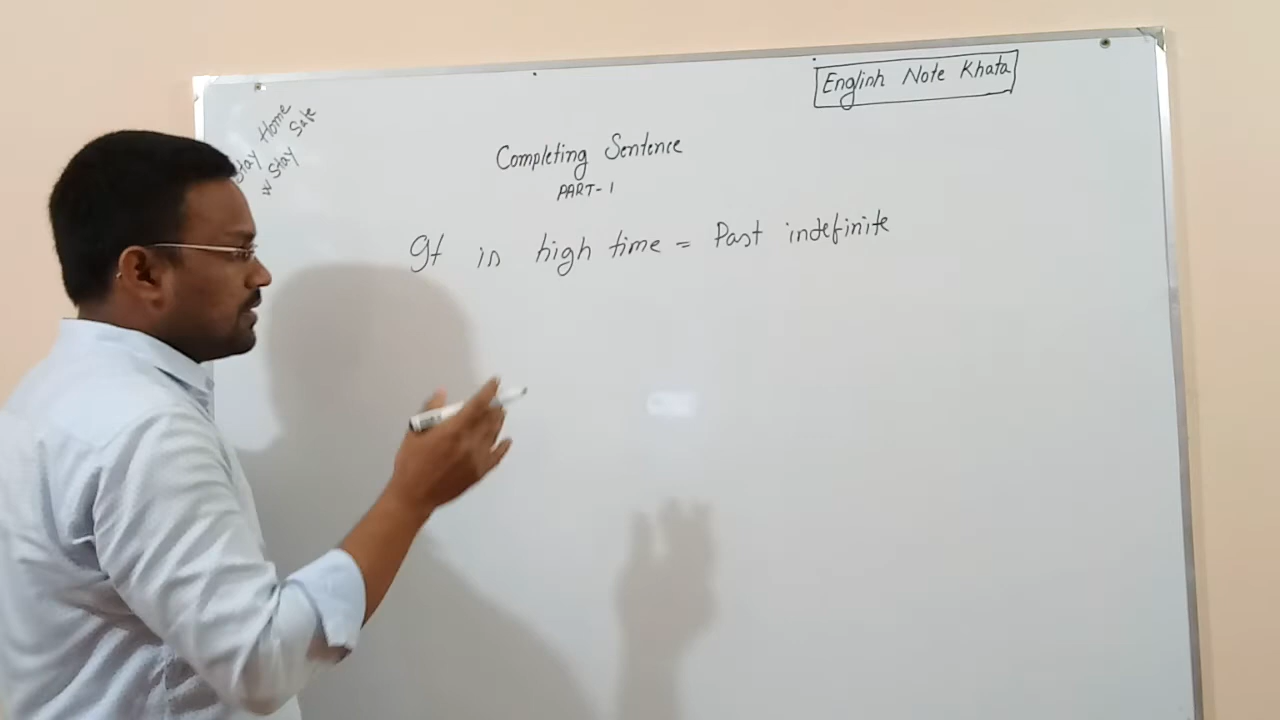 English Note Khata
Stay Home
Stay Safe
Completing Sentence
PART-1
It is high time = Past indefinite